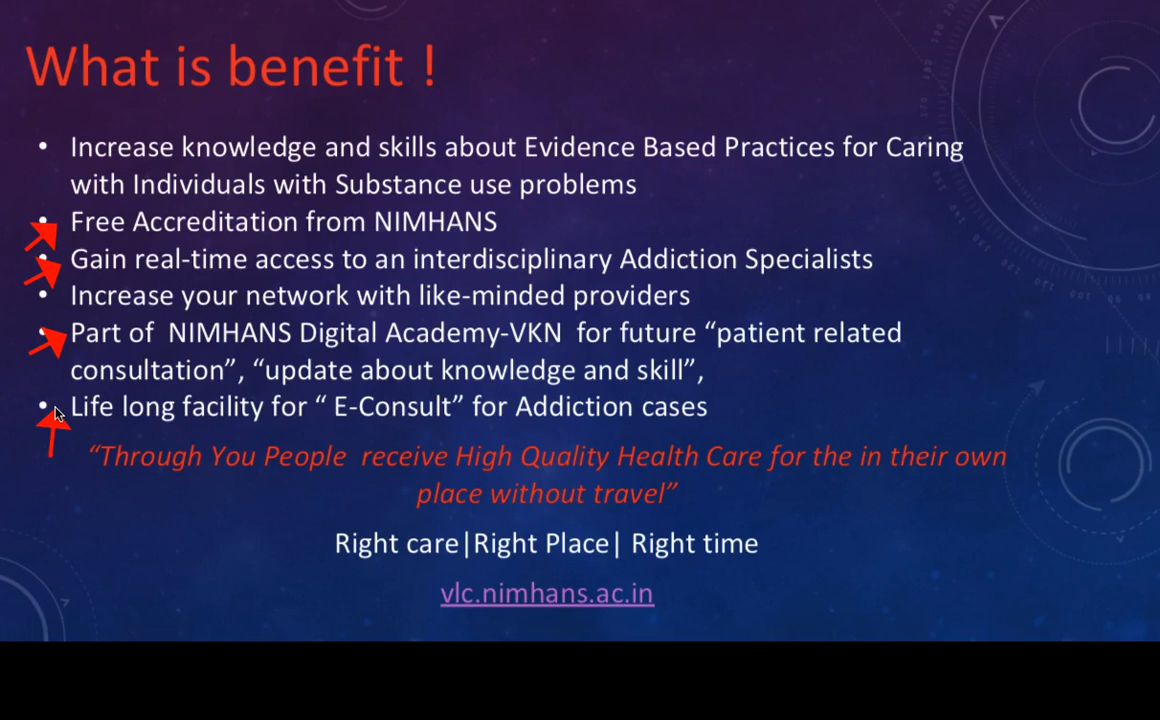 What is benefit !
• Increase knowledge and skills about Evidence Based Practices for Caring
with Individuals with Substance use problems
• Free Accreditation from NIMHANS
• Gain real-time access to an interdisciplinary Addiction Specialists
• Increase your network with like-minded providers
• Part of NIMHANS Digital Academy-VKN for future “patient related
consultation”, “update about knowledge and skill”,
• Life long facility for “ E-Consult” for Addiction cases
“Through You People receive High Quality Health Care for the in their own
place without travel”
Right care|Right Place| Right time
vlc.nimhans.ac.in